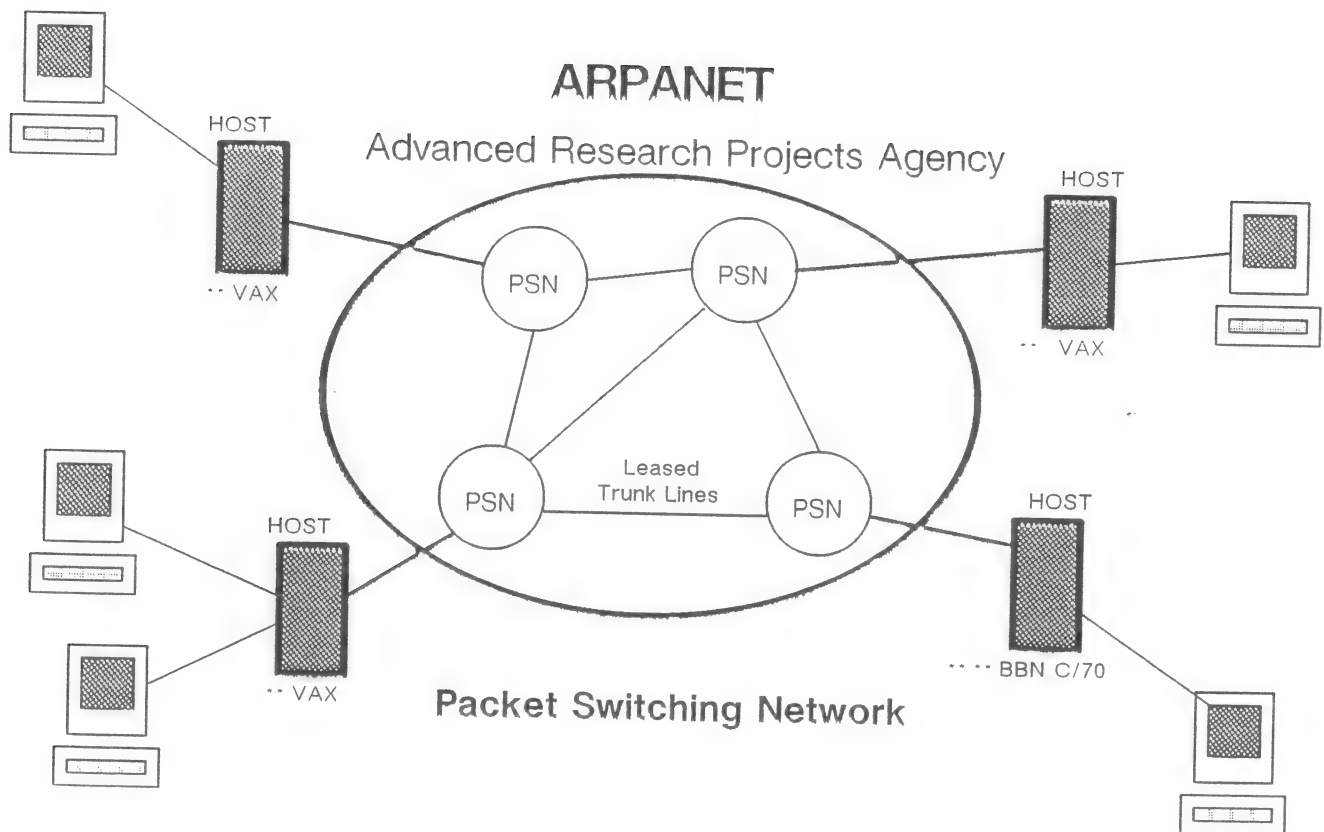 ARPANET
Advanced Research Projects Agency
HOST
VAX
HOST
VAX
PSN
PSN
PSN
PSN
Leased
Trunk Lines
HOST
VAX
HOST
BBN C/70
Packet Switching Network